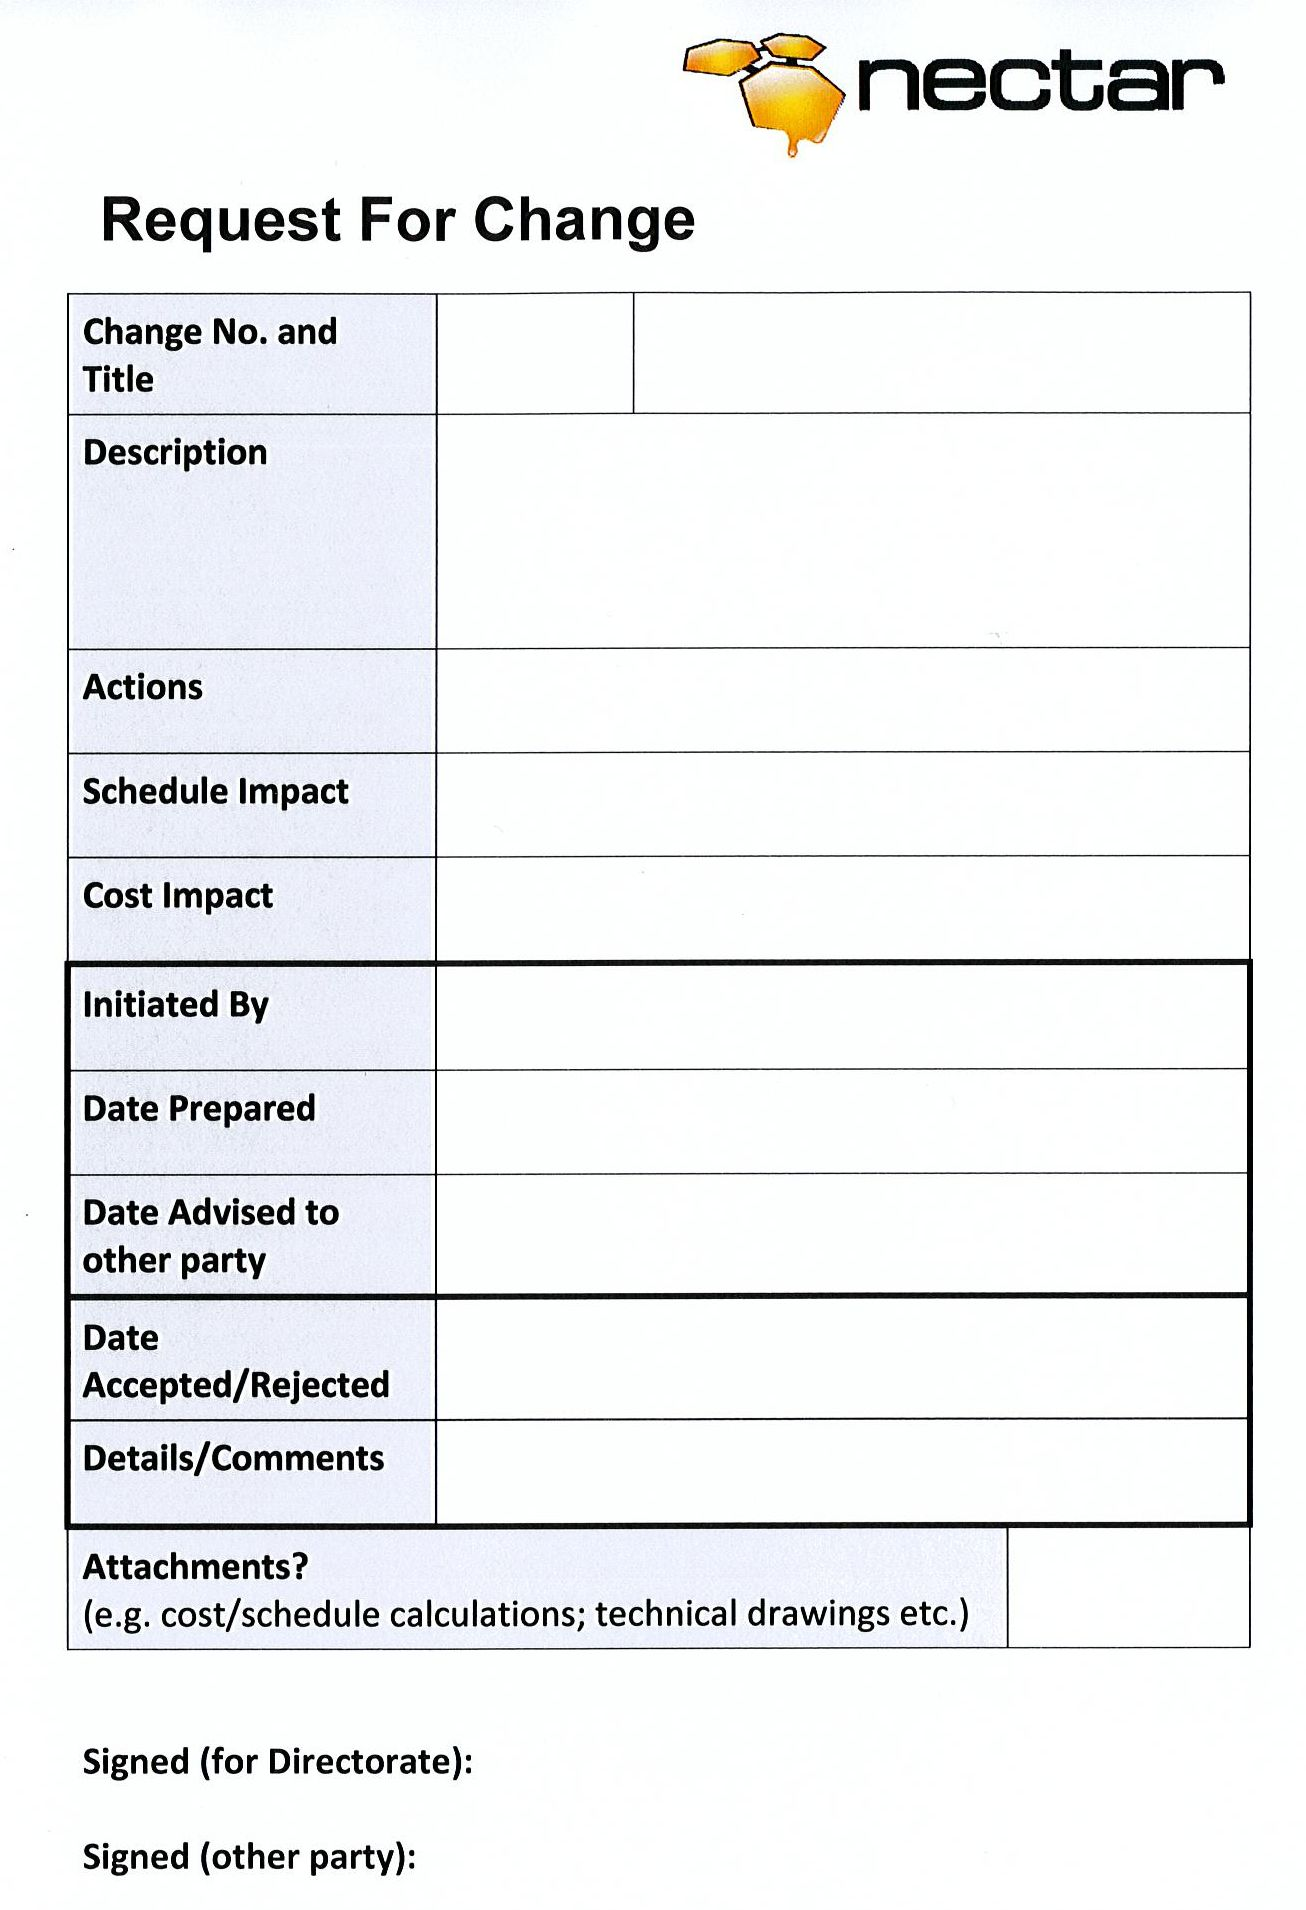 nectar
Request For Change
Change No. and
Title
Description
Actions
Schedule Impact
Cost Impact
Initiated By
Date Prepared
Date Advised to
other party
Date
Accepted/Rejected
Details/Comments
Attachments?
(e.g. cost/schedule calculations; technical drawings etc.)
Signed (for Directorate):
Signed (other party):